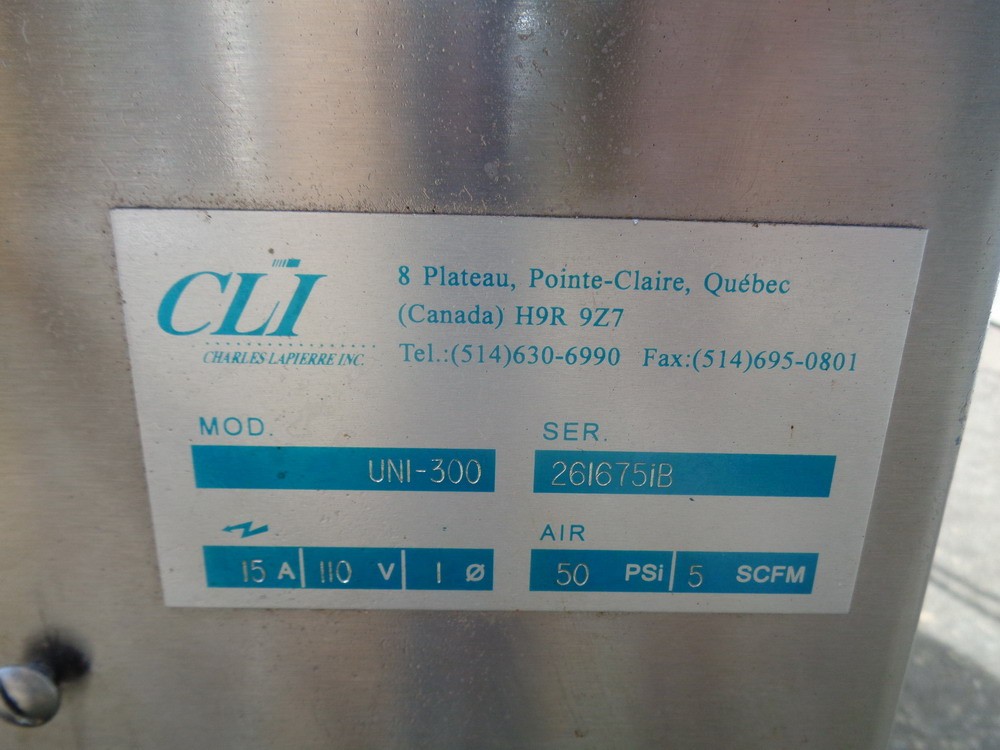 CLI
CHARLES LAPIERRE INC.
8 Plateau, Pointe-Claire, Québec
(Canada) H9R 9Z7
Tel.:(514)630-6990 Fax:(514)695-0801
MOD.
UNI-300
SER.
261675iB
15 A 110 V 1 Ø
AIR
50 PSi 5 SCFM